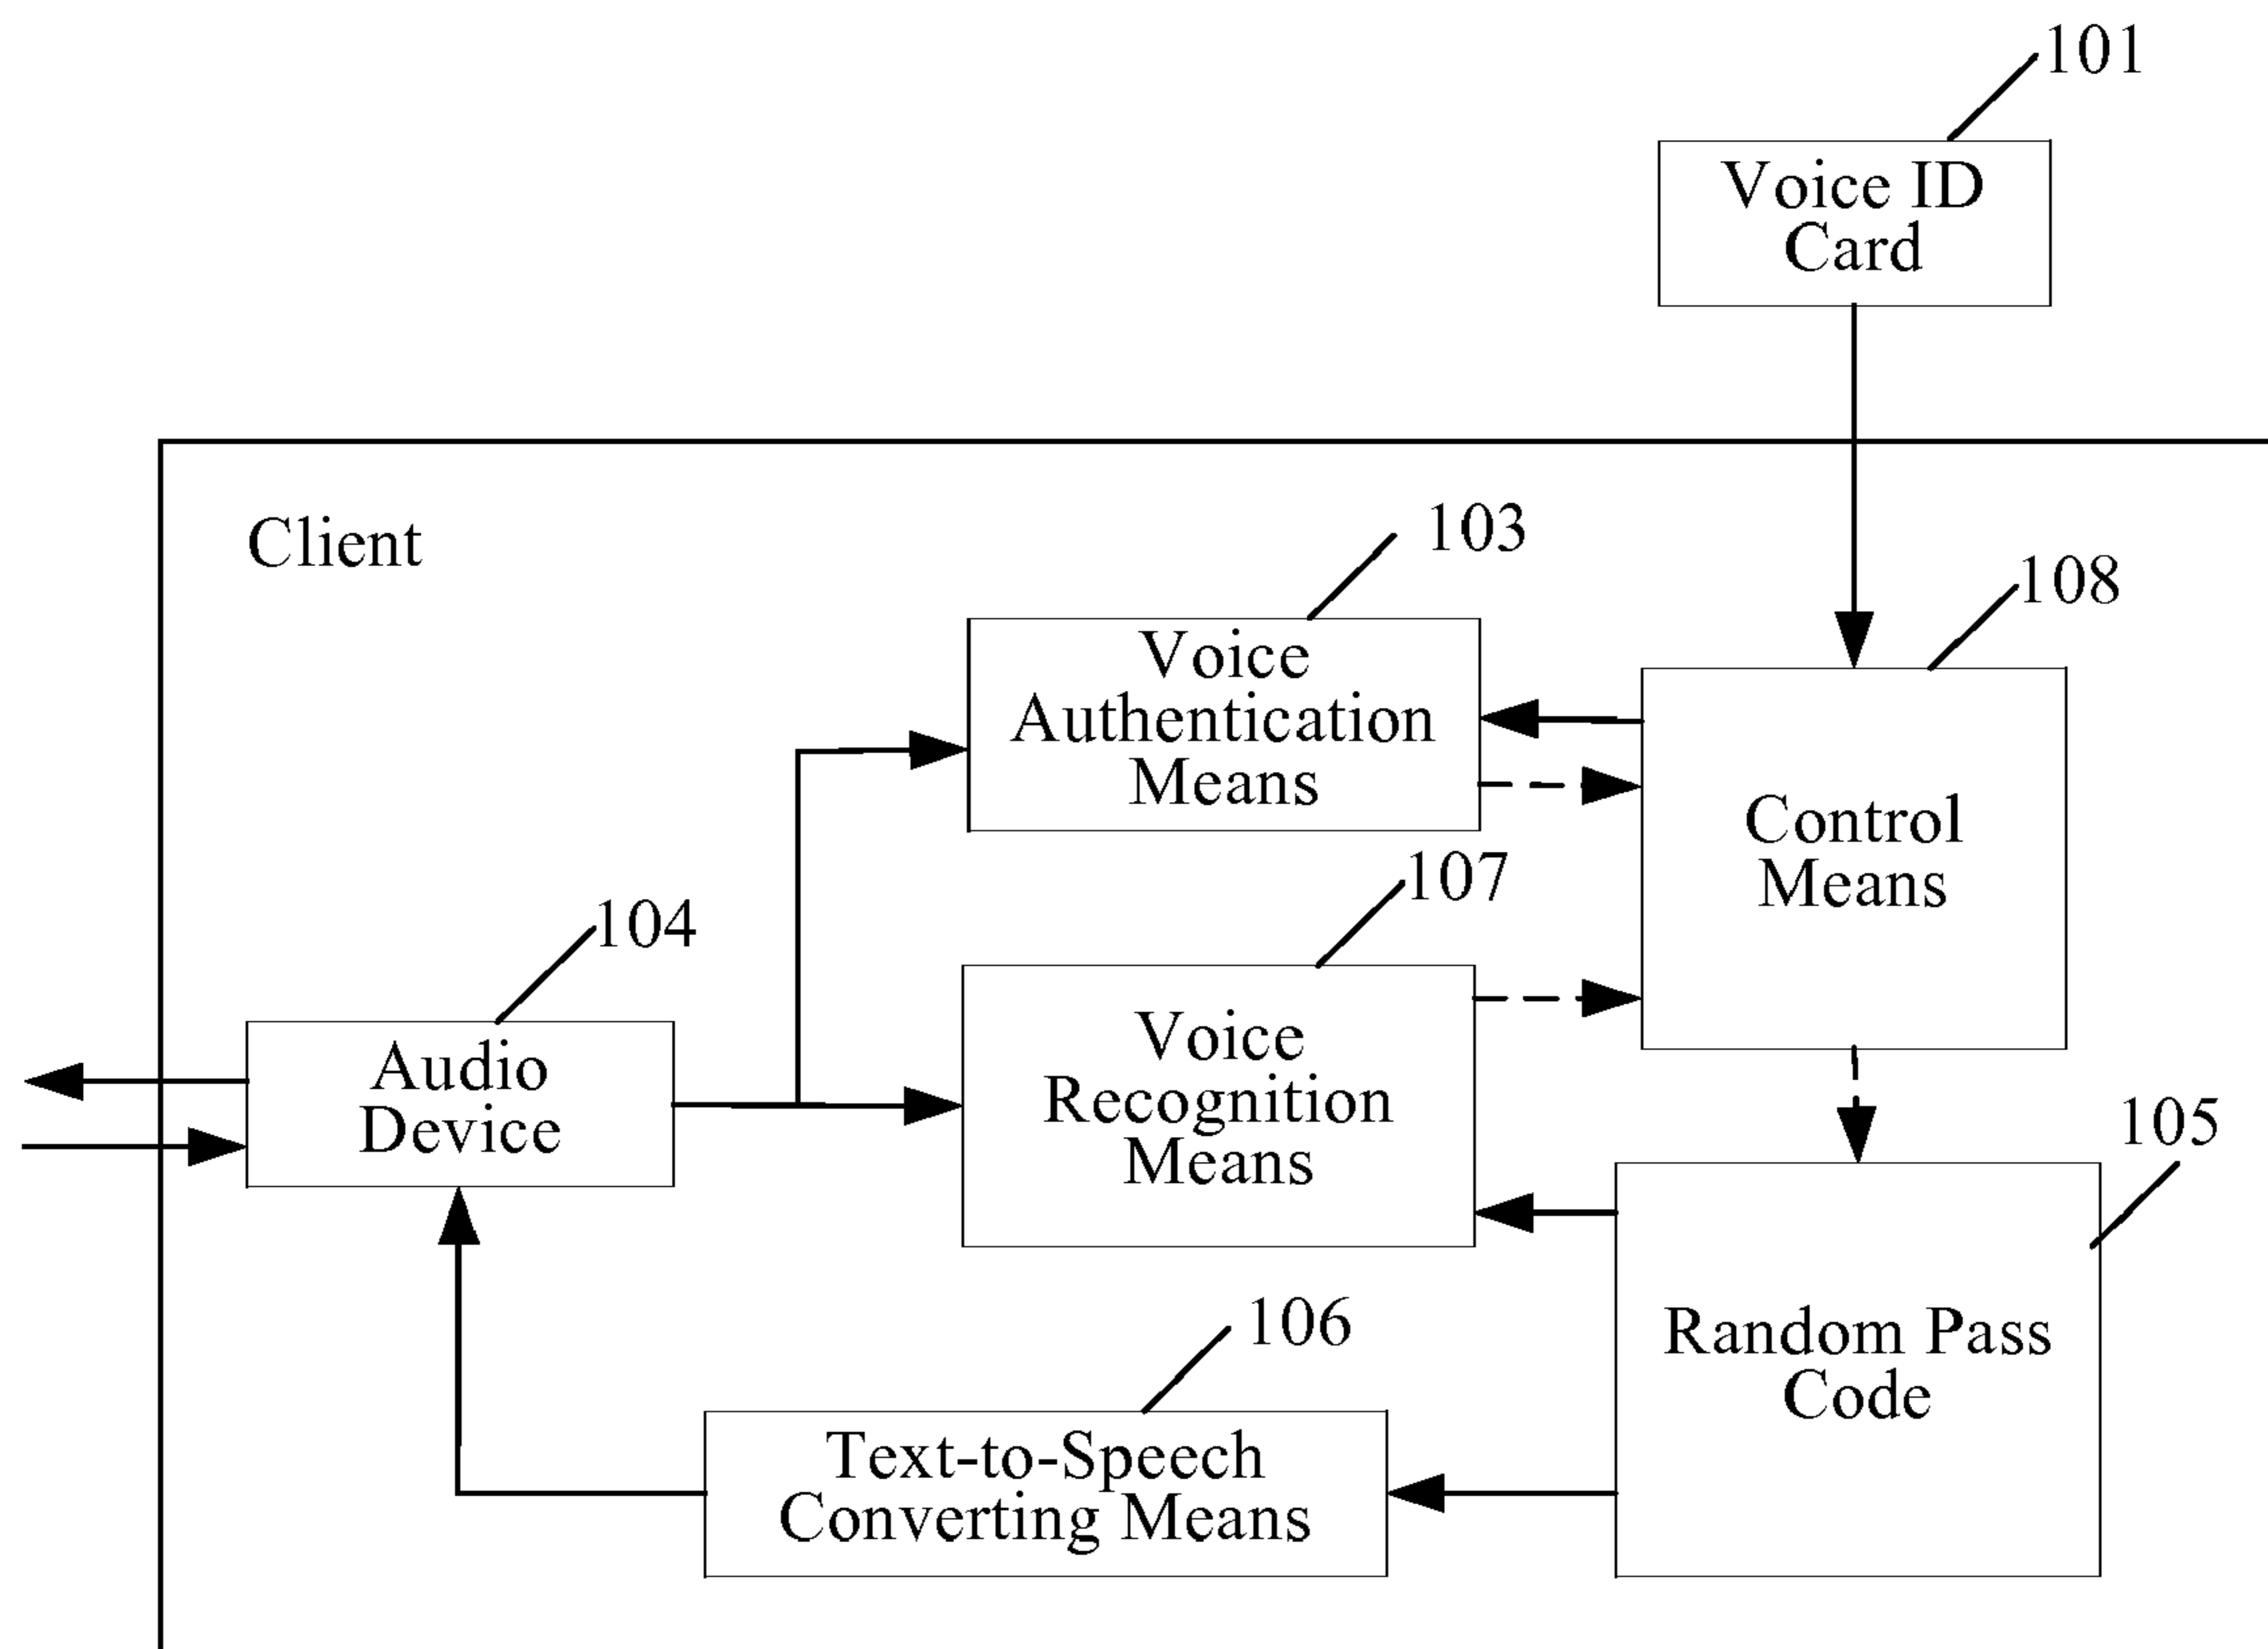 101
Voice ID
Card
Client
103
Voice
Authentication
Means
108
Control
Means
107
Voice
Recognition
Means
104
Audio
Device
105
Random Pass
Code
106
Text-to-Speech
Converting Means